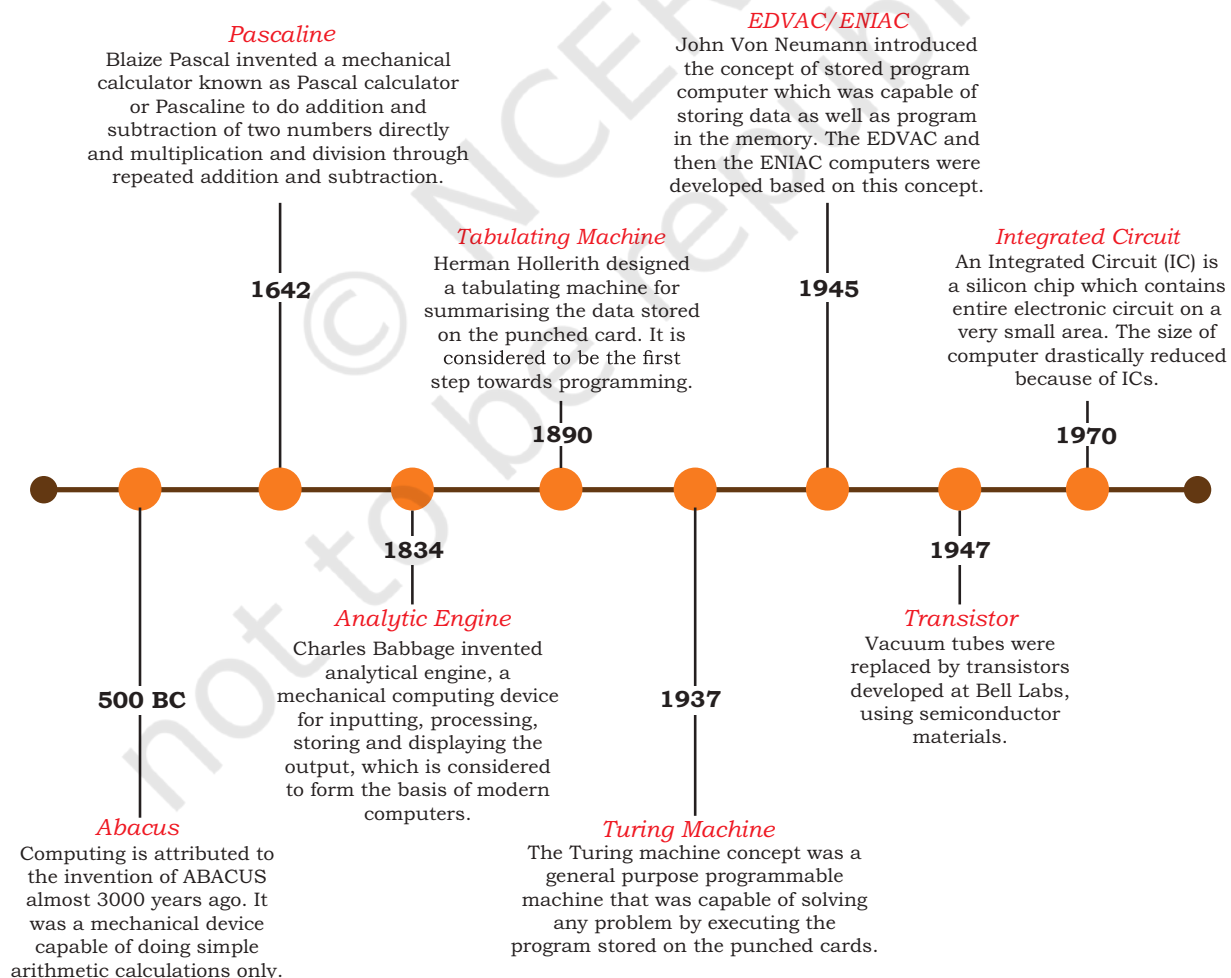 Pascaline
Blaize Pascal invented a mechanical
calculator known as Pascal calculator
or Pascaline to do addition and
subtraction of two numbers directly
and multiplication and division through
repeated addition and subtraction.
1642
EDVAC/ENIAC
John Von Neumann introduced
the concept of stored program
computer which was capable of
storing data as well as program
in the memory. The EDVAC and
then the ENIAC computers were
developed based on this concept.
1945
Tabulating Machine
Herman Hollerith designed
a tabulating machine for
summarising the data stored
on the punched card. It is
considered to be the first
step towards programming.
1890
Integrated Circuit
An Integrated Circuit (IC) is
a silicon chip which contains
entire electronic circuit on a
very small area. The size of
computer drastically reduced
because of ICs.
1970
500 BC
Abacus
Computing is attributed to
the invention of ABACUS
almost 3000 years ago. It
was a mechanical device
capable of doing simple
arithmetic calculations only.
1834
Analytic Engine
Charles Babbage invented
analytical engine, a
mechanical computing device
for inputting, processing,
storing and displaying the
output, which is considered
to form the basis of modern
computers.
1937
Turing Machine
The Turing machine concept was a
general purpose programmable
machine that was capable of solving
any problem by executing the
program stored on the punched cards.
1947
Transistor
Vacuum tubes were
replaced by transistors
developed at Bell Labs,
using semiconductor
materials.
© NCE
not to be republ